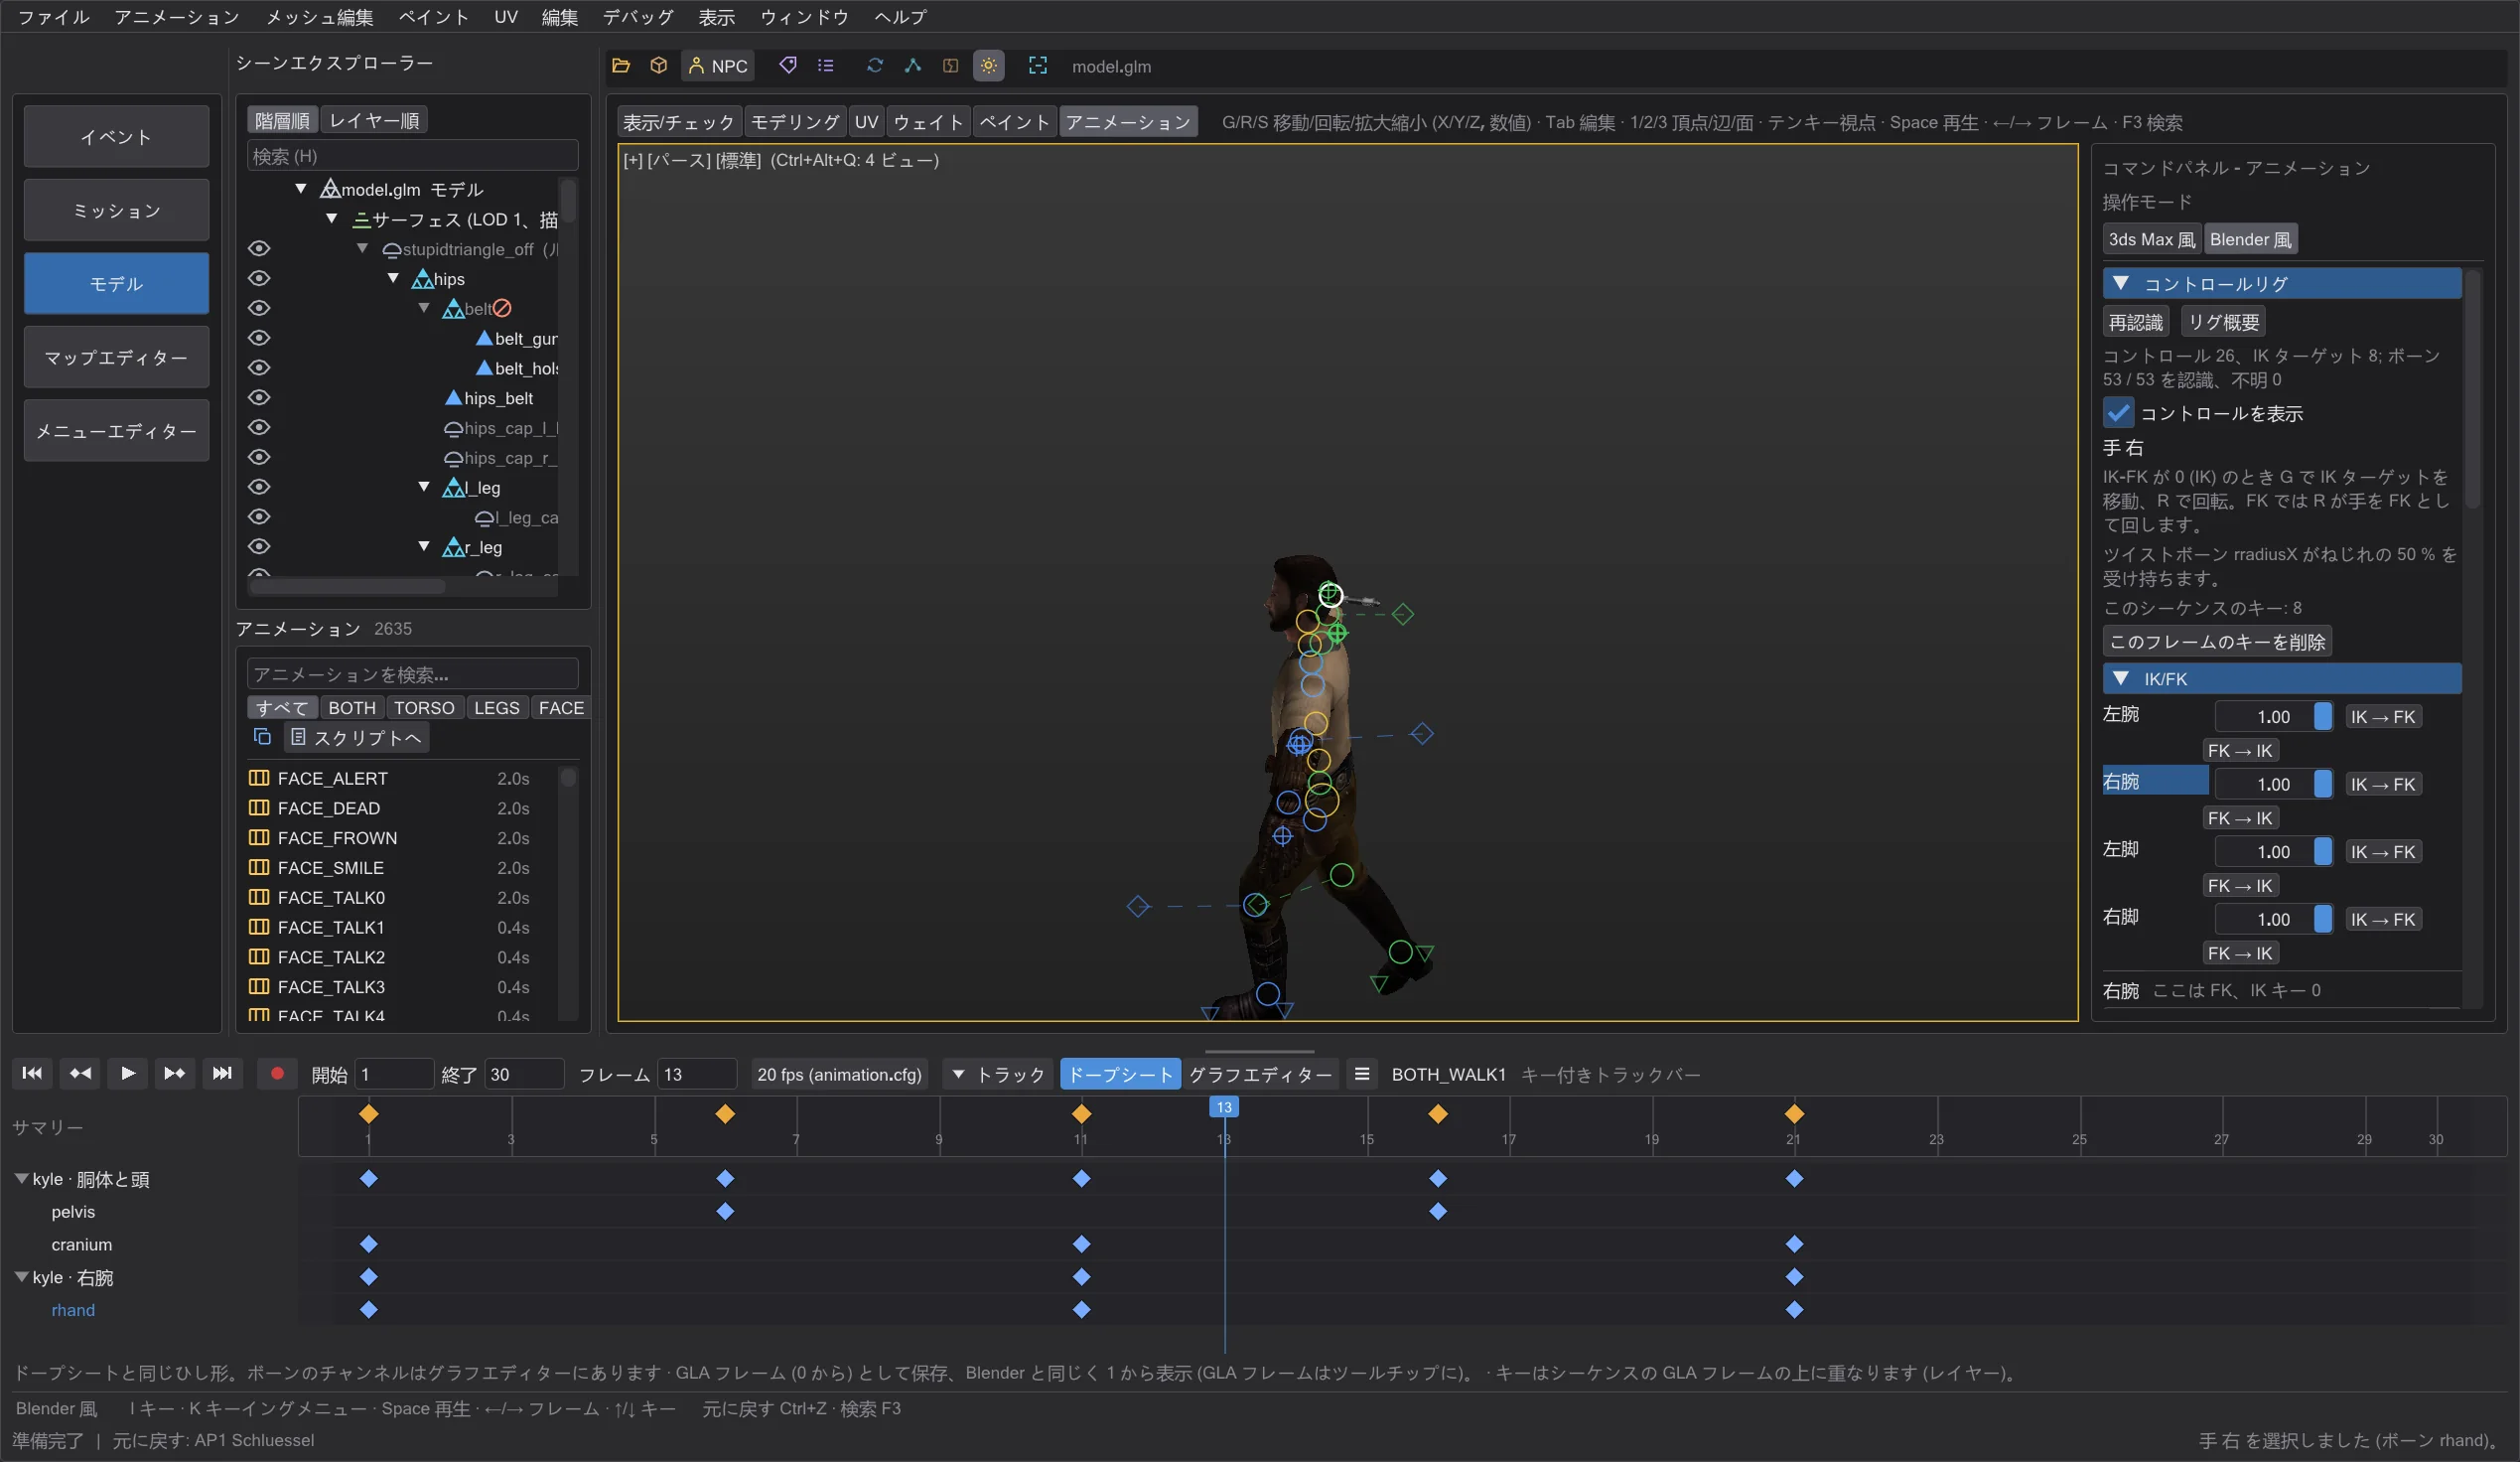 ファイル アニメーション メッシュ編集 ペイント UV 編集 デバッグ 表示 ウィンドウ ヘルプ
シーンエクスプローラー
NPC model.glm
イベント
ミッション
モデル
マップエディター
メニューエディター
階層順 レイヤー順
検索 (H)
model.glm モデル
サーフェス (LOD 1、描
stupidtriangle_off
hips
belt
belt_gun
belt_hols
hips_belt
hips_cap_l_l
hips_cap_r_
l_leg
l_leg_ca
r_leg
アニメーション 2635
アニメーションを検索...
すべて BOTH TORSO LEGS FACE
スクリプトへ
FACE_ALERT 2.0s
FACE_DEAD 2.0s
FACE_FROWN 2.0s
FACE_SMILE 2.0s
FACE_TALK0 2.0s
FACE_TALK1 0.4s
FACE_TALK2 0.4s
FACE_TALK3 0.4s
FACE_TALK4 0.4s
表示/チェック モデリング UV ウェイト ペイント アニメーション G/R/S 移動/回転/拡大縮小 (X/Y/Z, 数値) · Tab 編集 · 1/2/3 頂点/辺/面 · テンキー視点 · Space 再生 · ←/→ フレーム · F3 検索
[+] [パース] [標準] (Ctrl+Alt+Q: 4 ビュー)
コマンドパネル - アニメーション
操作モード
3ds Max 風 Blender 風
▼ コントロールリグ
再認識 リグ概要
コントロール 26、IK ターゲット 8; ボーン
53 / 53 を認識、不明 0
コントロールを表示
手 右
IK-FK が 0 (IK) のとき G で IK ターゲットを
移動、R で回転。FK では R が手を FK とし
て回します。
ツイストボーン rradiusX がねじれの 50 % を
受け持ちます。
このシーケンスのキー: 8
このフレームのキーを削除
▼ IK/FK
左腕 1.00 IK → FK
FK → IK
右腕 1.00 IK → FK
FK → IK
左脚 1.00 IK → FK
FK → IK
右脚 1.00 IK → FK
FK → IK
右腕 ここは FK、IK キー 0
開始 1 終了 30 フレーム 13 20 fps (animation.cfg) ▼ トラック ドープシート グラフエディター BOTH_WALK1 キー付きトラックバー
サマリー
13
1 3 5 7 9 11 13 15 17 19 21 23 25 27 29 30
kyle · 胴体と頭
pelvis
cranium
kyle · 右腕
rhand
ドープシートと同じひし形。ボーンのチャンネルはグラフエディターにあります · GLA フレーム (0 から) として保存、Blender と同じく 1 から表示 (GLA フレームはツールチップに)。 · キーはシーケンスの GLA フレームの上に重なります (レイヤー)。
Blender 風 I キー · K キーイングメニュー · Space 再生 · ←/→ フレーム · ↑/↓ キー 元に戻す Ctrl+Z · 検索 F3
準備完了 | 元に戻す: AP1 Schluessel
手 右 を選択しました (ボーン rhand)。